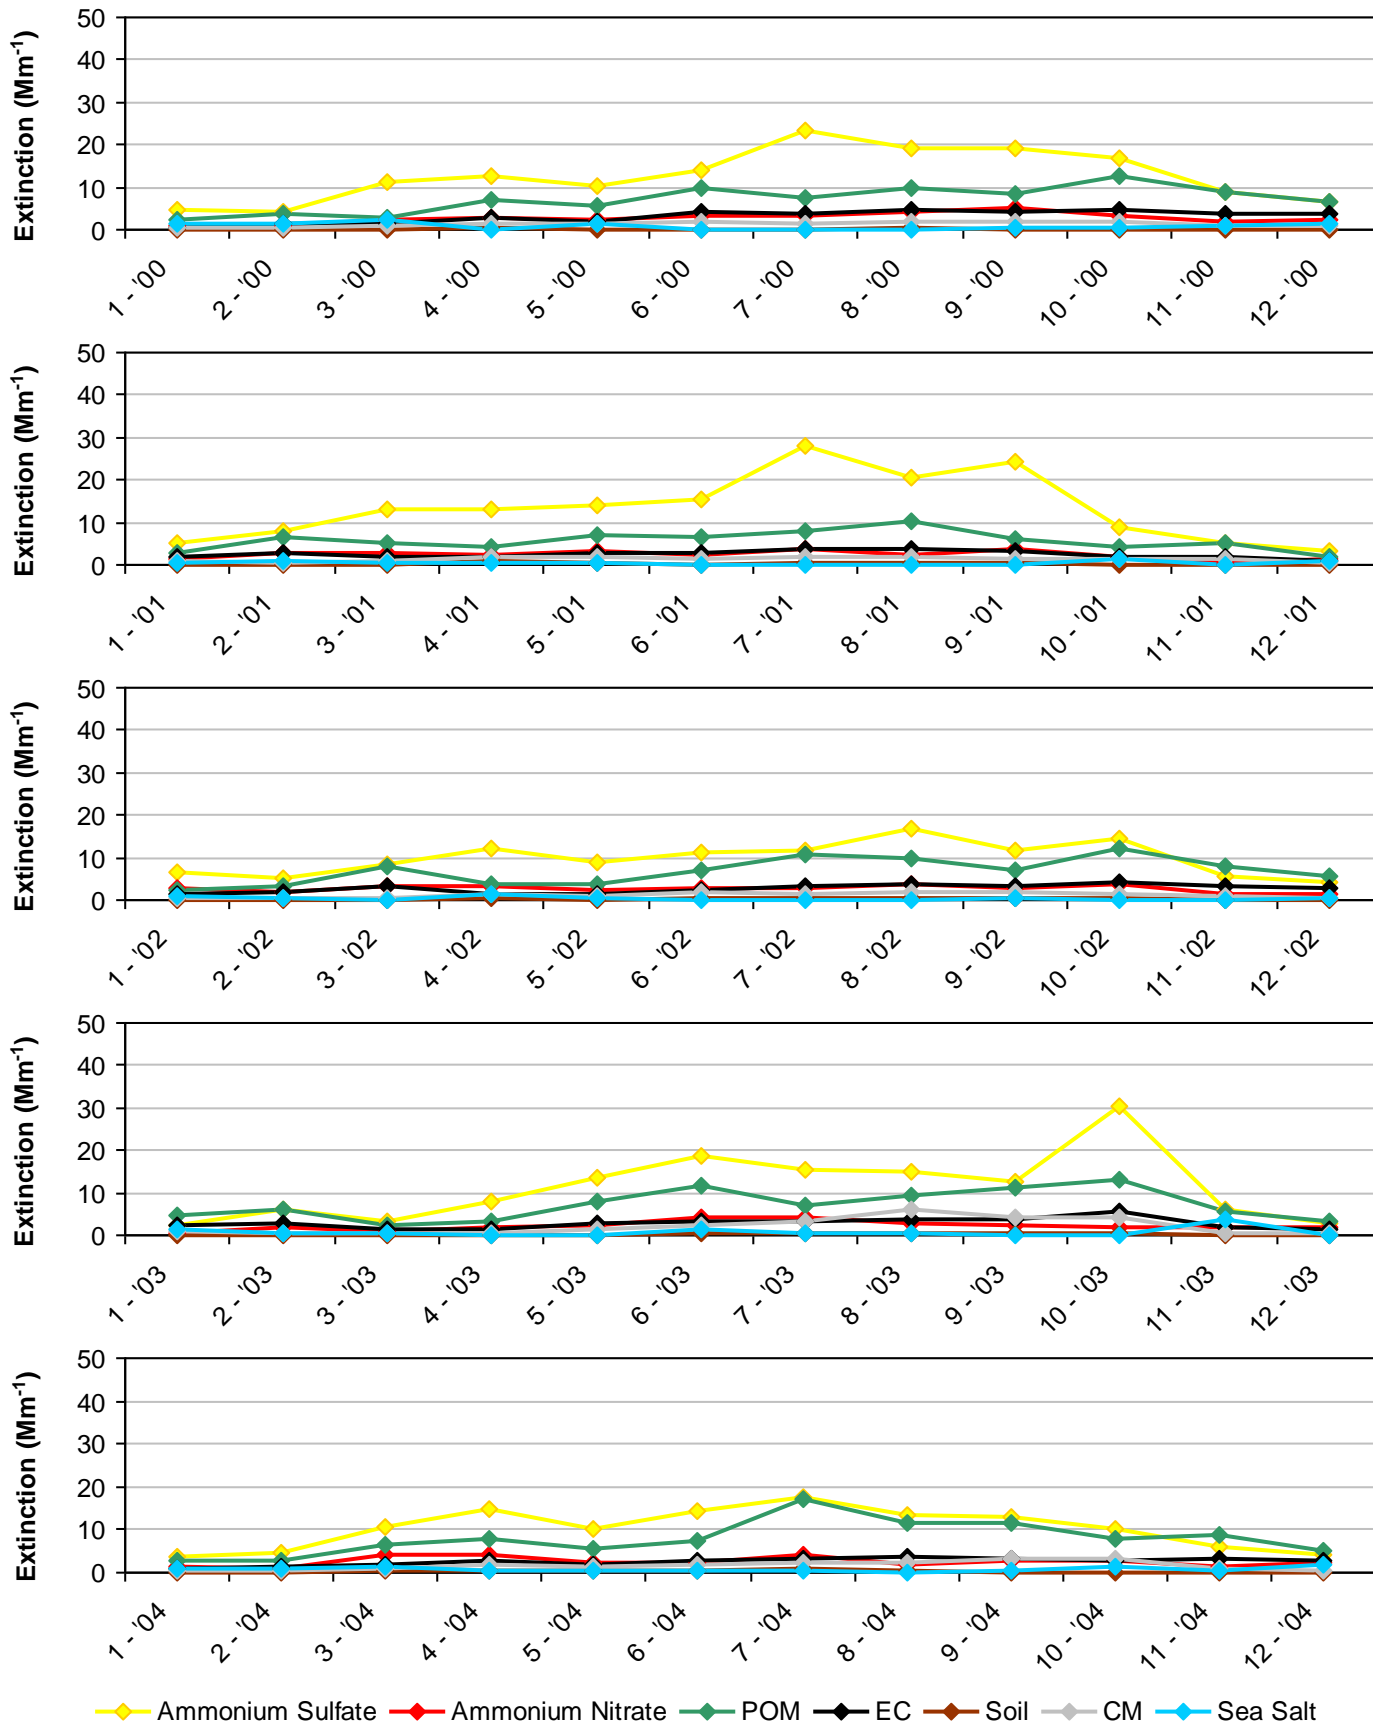 Extinction (Mm-1)
50
40
30
20
10
0
1 - '00 2 - '00 3 - '00 4 - '00 5 - '00 6 - '00 7 - '00 8 - '00 9 - '00 10 - '00 11 - '00 12 - '00
Extinction (Mm-1)
50
40
30
20
10
0
1 - '01 2 - '01 3 - '01 4 - '01 5 - '01 6 - '01 7 - '01 8 - '01 9 - '01 10 - '01 11 - '01 12 - '01
Extinction (Mm-1)
50
40
30
20
10
0
1 - '02 2 - '02 3 - '02 4 - '02 5 - '02 6 - '02 7 - '02 8 - '02 9 - '02 10 - '02 11 - '02 12 - '02
Extinction (Mm-1)
50
40
30
20
10
0
1 - '03 2 - '03 3 - '03 4 - '03 5 - '03 6 - '03 7 - '03 8 - '03 9 - '03 10 - '03 11 - '03 12 - '03
Extinction (Mm-1)
50
40
30
20
10
0
1 - '04 2 - '04 3 - '04 4 - '04 5 - '04 6 - '04 7 - '04 8 - '04 9 - '04 10 - '04 11 - '04 12 - '04
Ammonium Sulfate Ammonium Nitrate POM EC Soil CM Sea Salt